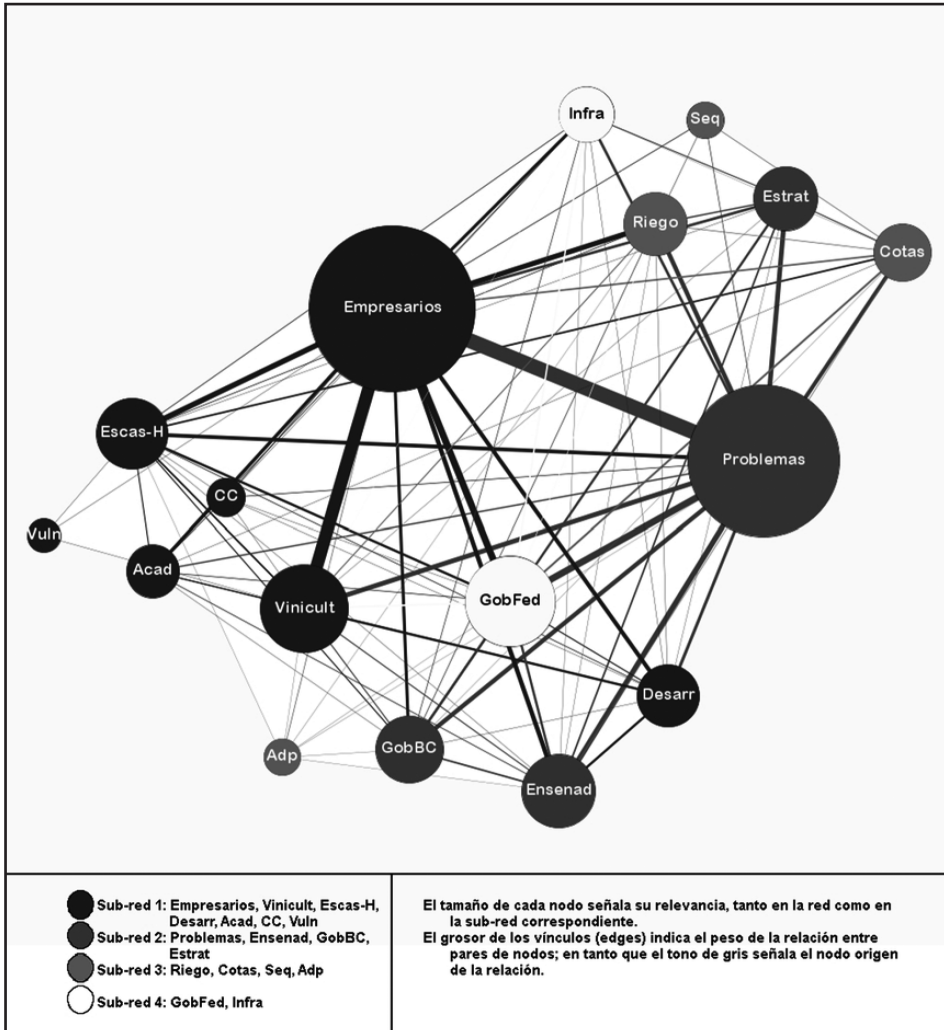 Infra
Seq
Estrat
Riego
Cotas
Empresarios
Escas-H
Problemas
CC
Vuln
Acad
Vinicult
GobFed
Desarr
Adp
GobBC
Ensenad
Sub-red 1: Empresarios, Vinicult, Escas-H,
Desarr, Acad, CC, Vuln
Sub-red 2: Problemas, Ensenad, GobBC,
Estrat
Sub-red 3: Riego, Cotas, Seq, Adp
Sub-red 4: GobFed, Infra
El tamaño de cada nodo señala su relevancia, tanto en la red como en
la sub-red correspondiente.
El grosor de los vínculos (edges) indica el peso de la relación entre
pares de nodos; en tanto que el tono de gris señala el nodo origen
de la relación.